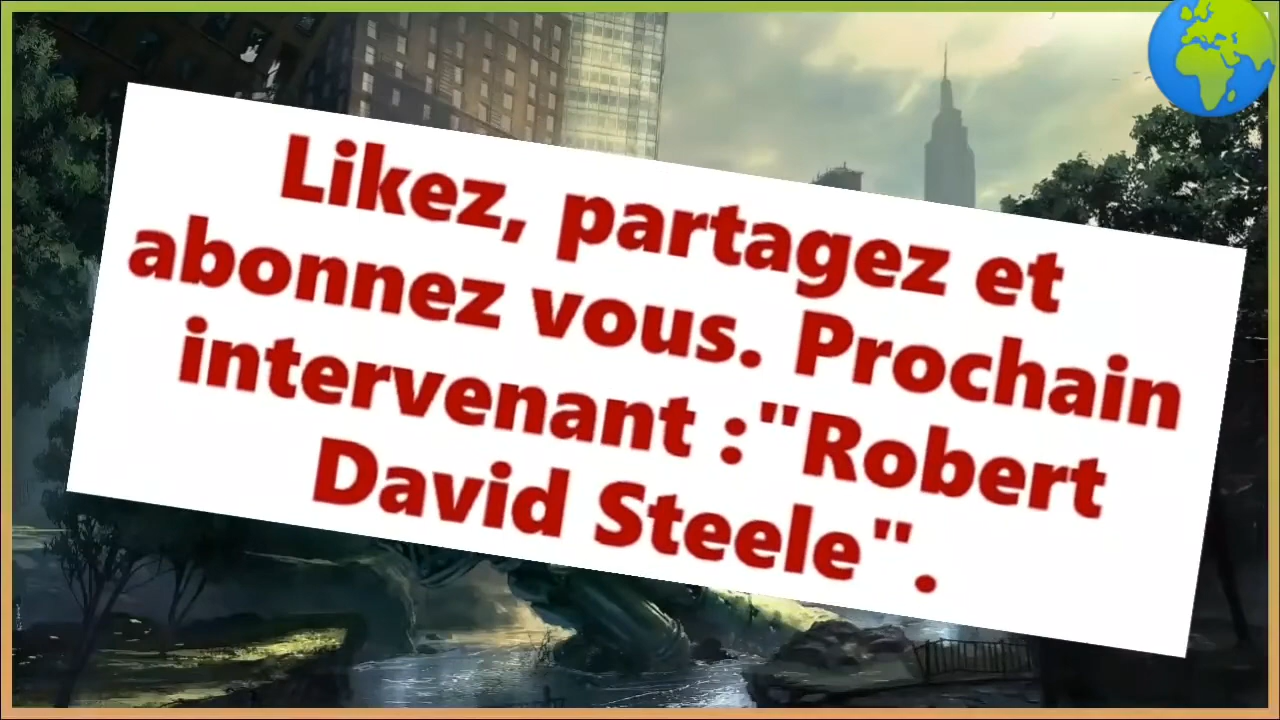 Likez, partagez et
abonnez vous. Prochain
intervenant :"Robert
David Steele".